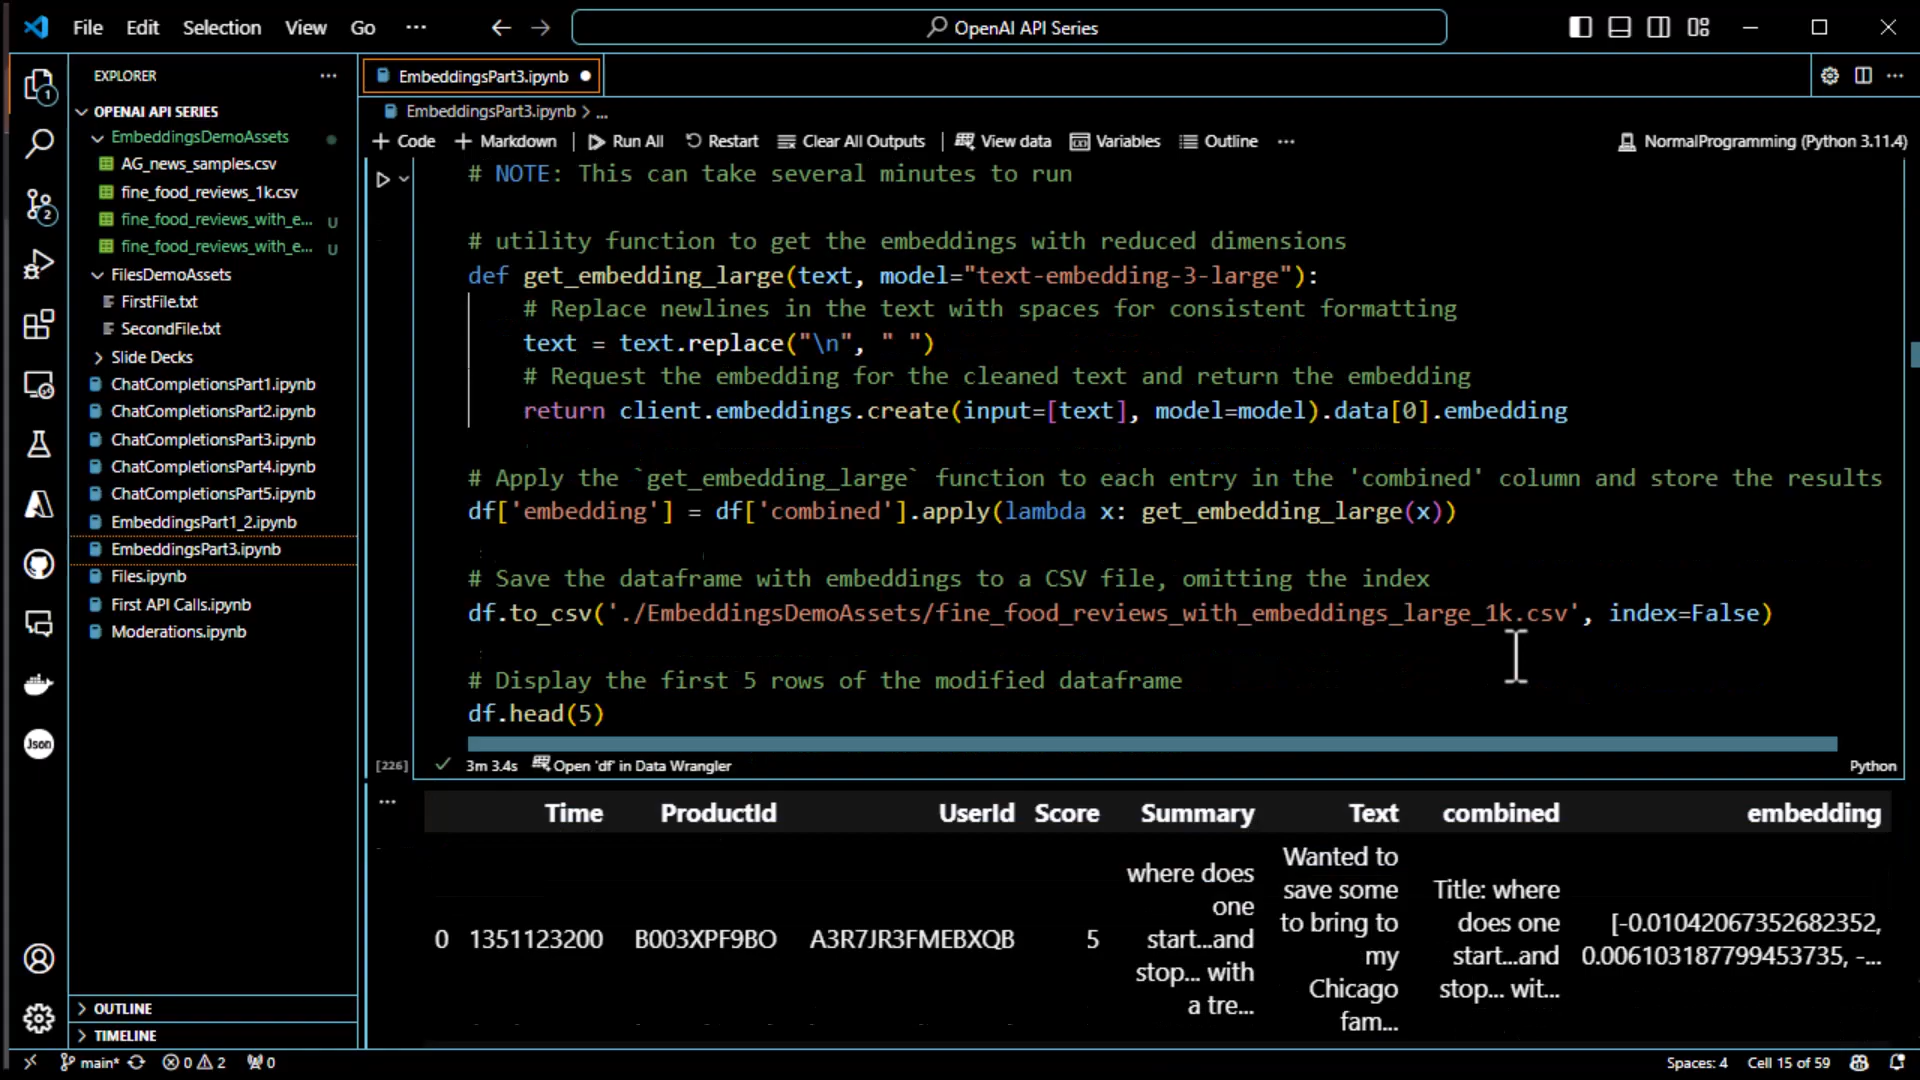 File Edit Selection View Go ··· OpenAI API Series
EXPLORER ···
OPENAI API SERIES
EmbeddingsDemoAssets
AG_news_samples.csv
fine_food_reviews_1k.csv
fine_food_reviews_with_e... U
fine_food_reviews_with_e... U
FilesDemoAssets
FirstFile.txt
SecondFile.txt
Slide Decks
ChatCompletionsPart1.ipynb
ChatCompletionsPart2.ipynb
ChatCompletionsPart3.ipynb
ChatCompletionsPart4.ipynb
ChatCompletionsPart5.ipynb
EmbeddingsPart1_2.ipynb
EmbeddingsPart3.ipynb
Files.ipynb
First API Calls.ipynb
Moderations.ipynb
OUTLINE
TIMELINE
1
2
Json
EmbeddingsPart3.ipynb
EmbeddingsPart3.ipynb > ...
+ Code + Markdown Run All Restart Clear All Outputs View data Variables Outline ··· NormalProgramming (Python 3.11.4)
# NOTE: This can take several minutes to run
# utility function to get the embeddings with reduced dimensions
def get_embedding_large(text, model="text-embedding-3-large"):
# Replace newlines in the text with spaces for consistent formatting
text = text.replace("\n", " ")
# Request the embedding for the cleaned text and return the embedding
return client.embeddings.create(input=[text], model=model).data[0].embedding
# Apply the `get_embedding_large` function to each entry in the 'combined' column and store the results
df['embedding'] = df['combined'].apply(lambda x: get_embedding_large(x))
# Save the dataframe with embeddings to a CSV file, omitting the index
df.to_csv('./EmbeddingsDemoAssets/fine_food_reviews_with_embeddings_large_1k.csv', index=False)
# Display the first 5 rows of the modified dataframe
df.head(5)
[226] 3m 3.4s Open 'df' in Data Wrangler Python
Time ProductId UserId Score Summary Text combined embedding
0 1351123200 B003XPF9BO A3R7JR3FMEBXQB 5
where does
one
start...and
stop... with
a tre...
Wanted to
save some
to bring to
my
Chicago
fam...
Title: where
does one
start...and
stop... wit...
[-0.01042067352682352,
0.006103187799453735, -...
main* 0 2 0 Spaces: 4 Cell 15 of 59